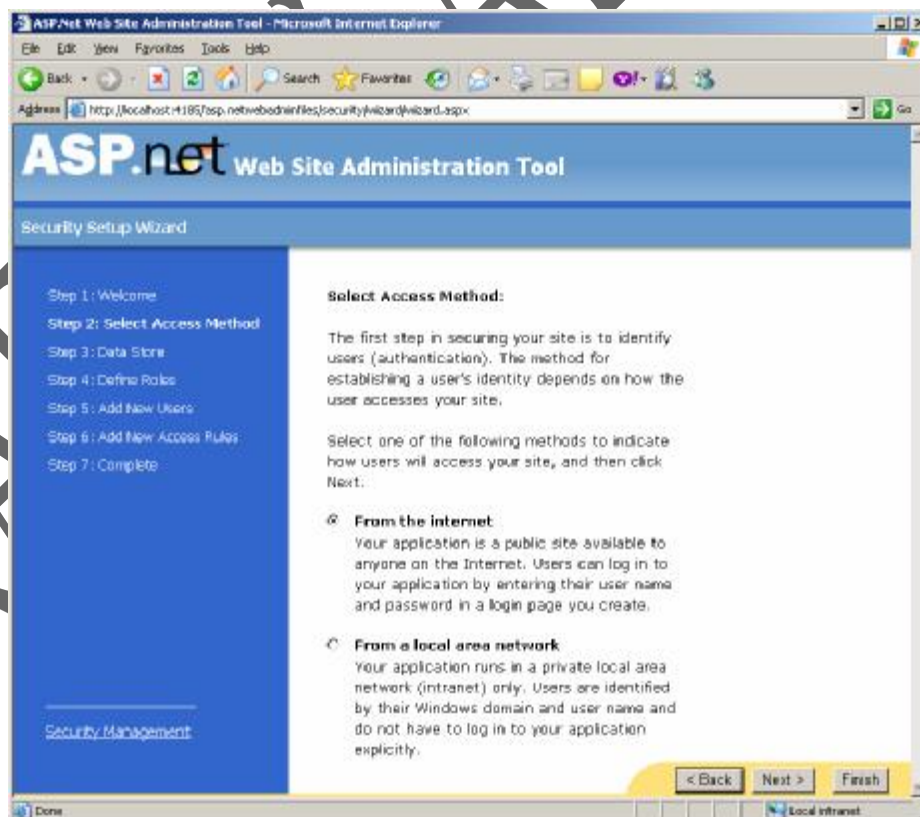 ASP.Net Web Site Administration Tool - Microsoft Internet Explorer
File Edit View Favorites Tools Help
Back Search Favorites
Address http://localhost:4185/asp.netwebadminfiles/security/wizard/wizard.aspx Go
ASP.net Web Site Administration Tool
Security Setup Wizard
Step 1: Welcome
Step 2: Select Access Method
Step 3: Data Store
Step 4: Define Roles
Step 5: Add New Users
Step 6: Add New Access Rules
Step 7: Complete
Security Management
Select Access Method:
The first step in securing your site is to identify
users (authentication). The method for
establishing a user's identity depends on how the
user accesses your site.
Select one of the following methods to indicate
how users will access your site, and then click
Next.
From the internet
Your application is a public site available to
anyone on the Internet. Users can log in to
your application by entering their user name
and password in a login page you create.
From a local area network
Your application runs in a private local area
network (intranet) only. Users are identified
by their Windows domain and user name and
do not have to log in to your application
explicitly.
< Back Next > Finish
Done Local intranet